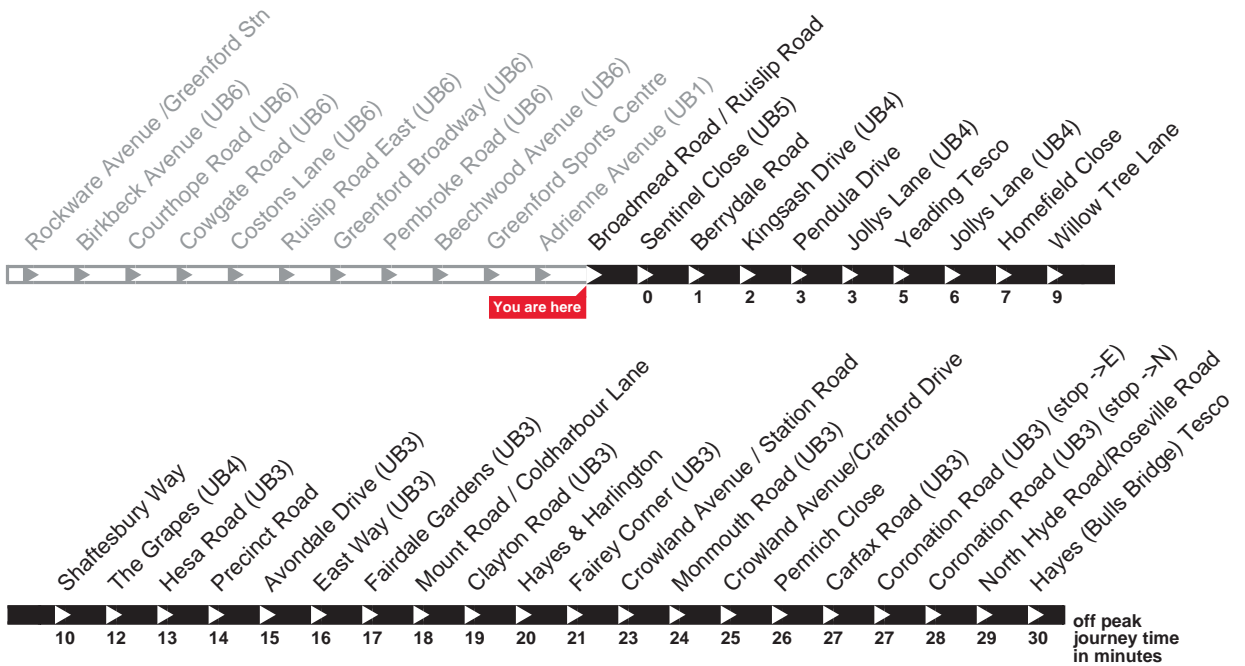 Rockware Avenue /Greenford Stn
Birkbeck Avenue (UB6)
Courthope Road (UB6)
Cowgate Road (UB6)
Costons Lane (UB6)
Ruislip Road East (UB6)
Greenford Broadway (UB6)
Pembroke Road (UB6)
Beechwood Avenue (UB6)
Greenford Sports Centre
Adrienne Avenue (UB1)
Broadmead Road / Ruislip Road
Sentinel Close (UB5)
Berrydale Road
Kingsash Drive (UB4)
Pendula Drive
Jollys Lane (UB4)
Yeading Tesco
Jollys Lane (UB4)
Homefield Close
Willow Tree Lane
You are here
0 1 2 3 3 5 6 7 9
Shaftesbury Way
The Grapes (UB4)
Hesa Road (UB3)
Precinct Road
Avondale Drive (UB3)
East Way (UB3)
Fairdale Gardens (UB3)
Mount Road / Coldharbour Lane
Clayton Road (UB3)
Hayes & Harlington
Fairey Corner (UB3)
Crowland Avenue / Station Road
Monmouth Road (UB3)
Crowland Avenue/Cranford Drive
Penrich Close
Carfax Road (UB3)
Coronation Road (UB3) (stop ->E)
Coronation Road (UB3) (stop ->N)
North Hyde Road/Roseville Road
Hayes (Bulls Bridge) Tesco
10 12 13 14 15 16 17 18 19 20 21 23 24 25 26 27 27 28 29 30
off peak
journey time
in minutes